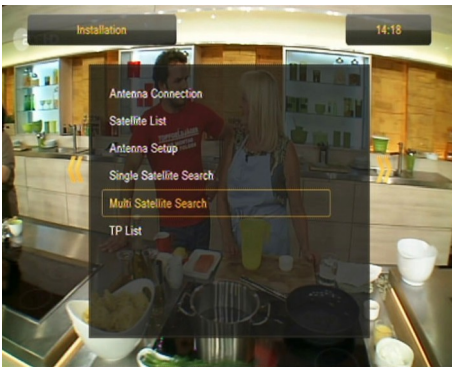 Installation
14:18
Antenna Connection
Satellite List
Antenna Setup
Single Satellite Search
Multi Satellite Search
TP List